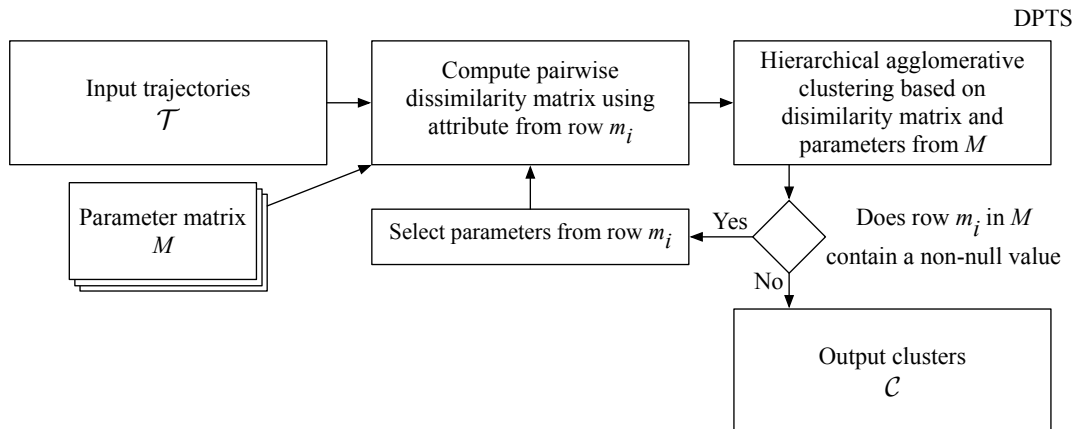 DPTS
Input trajectories
𝒯
Compute pairwise
dissimilarity matrix using
attribute from row m_i
Hierarchical agglomerative
clustering based on
disimilarity matrix and
parameters from M
Parameter matrix
M
Select parameters from row m_i
Yes
Does row m_i in M
contain a non-null value
No
Output clusters
𝒞